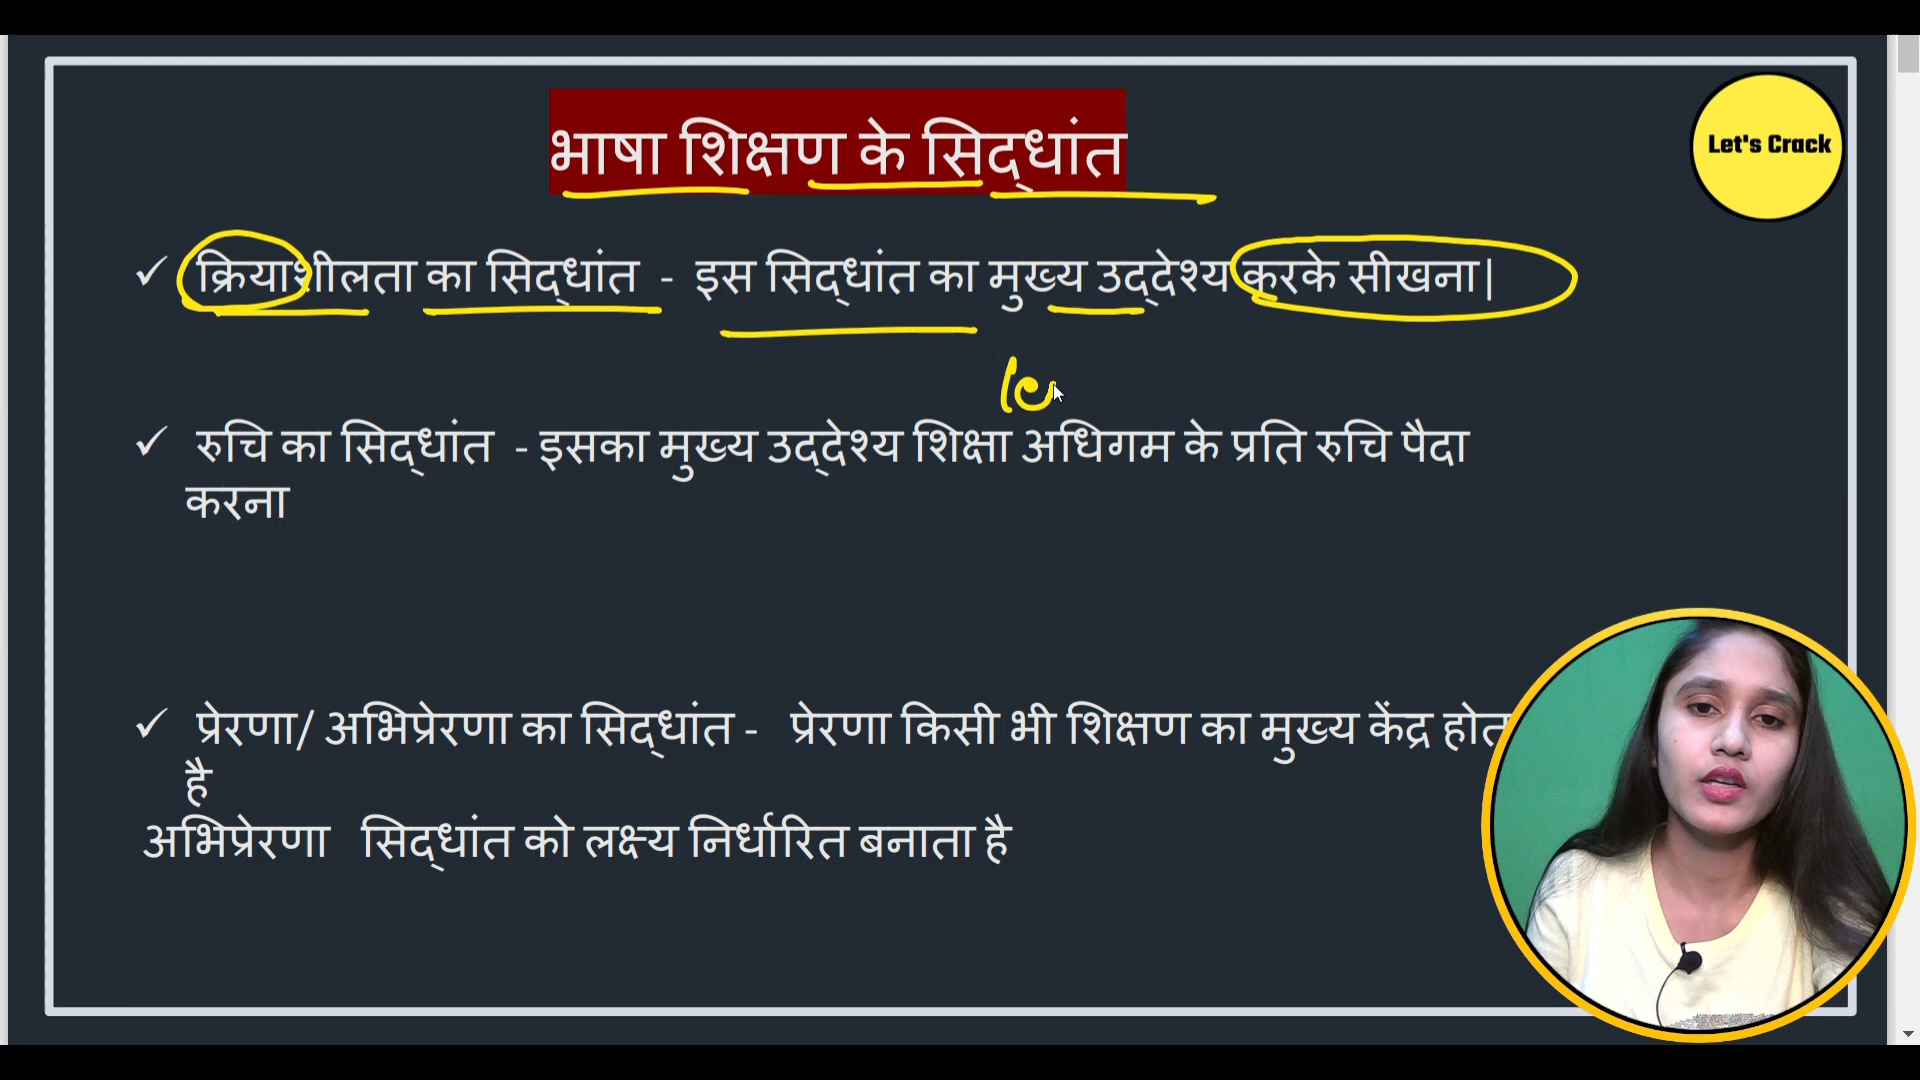 भाषा शिक्षण के सिद्धांत
Let's Crack
✓ क्रियाशीलता का सिद्धांत - इस सिद्धांत का मुख्य उद्देश्य करके सीखना|
le
✓ रुचि का सिद्धांत - इसका मुख्य उद्देश्य शिक्षा अधिगम के प्रति रुचि पैदा
करना
✓ प्रेरणा/ अभिप्रेरणा का सिद्धांत - प्रेरणा किसी भी शिक्षण का मुख्य केंद्र
है
अभिप्रेरणा सिद्धांत को लक्ष्य निर्धारित बनाता है